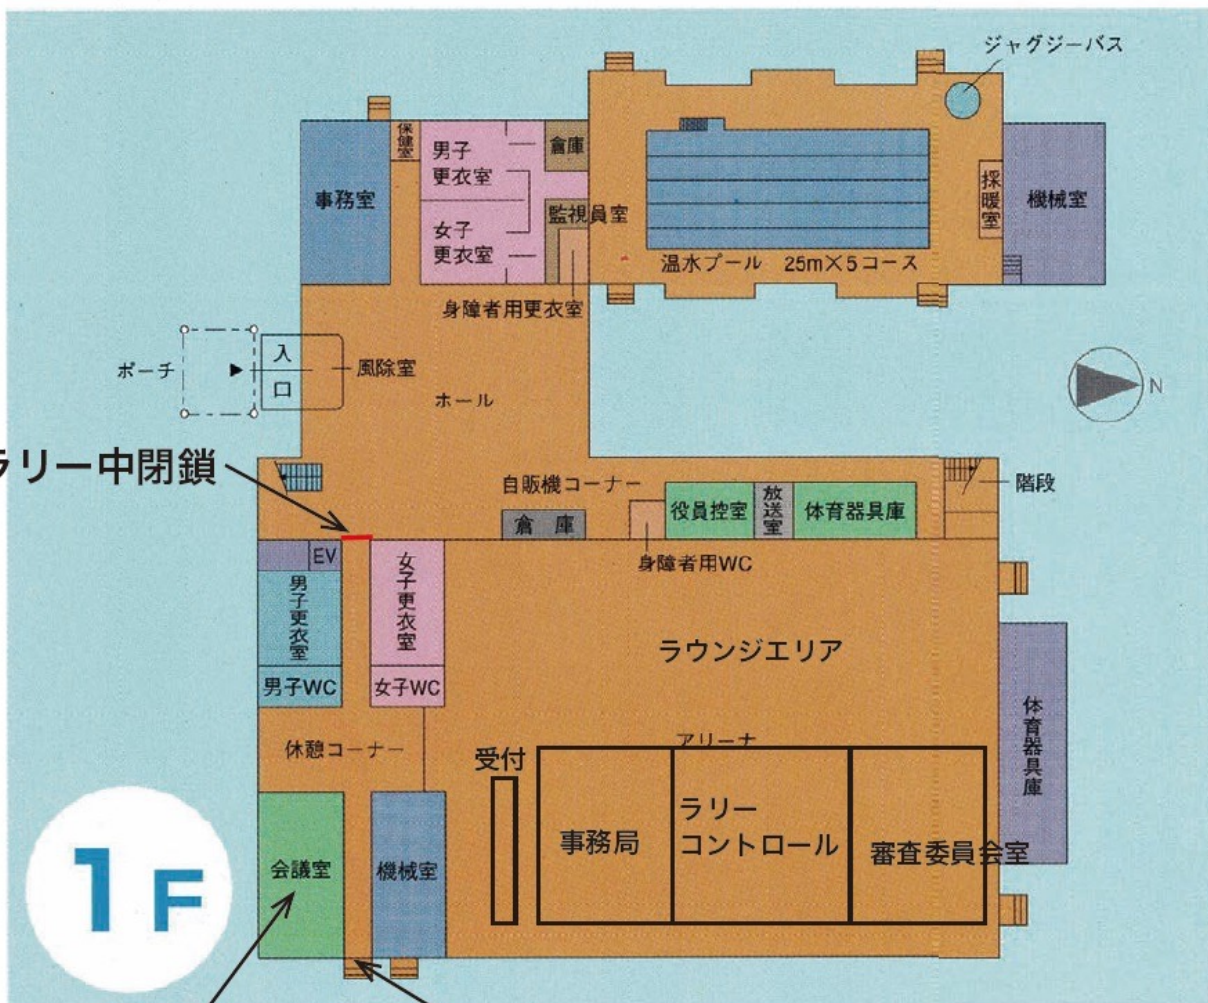 ジャグジーバス
保健室
男子
更衣室
倉庫
事務室
女子
更衣室
監視員室
採暖室
機械室
温水プール 25m×5コース
身障者用更衣室
ポーチ
入口
風除室
ホール
N
ラリー中閉鎖
自販機コーナー
倉 庫
役員控室
放送室
体育器具庫
階段
身障者用WC
EV
男子更衣室
女子更衣室
ラウンジエリア
男子WC
女子WC
休憩コーナー
アリーナ
体育器具庫
受付
事務局
ラリー
コントロール
審査委員会室
会議室
機械室
1F